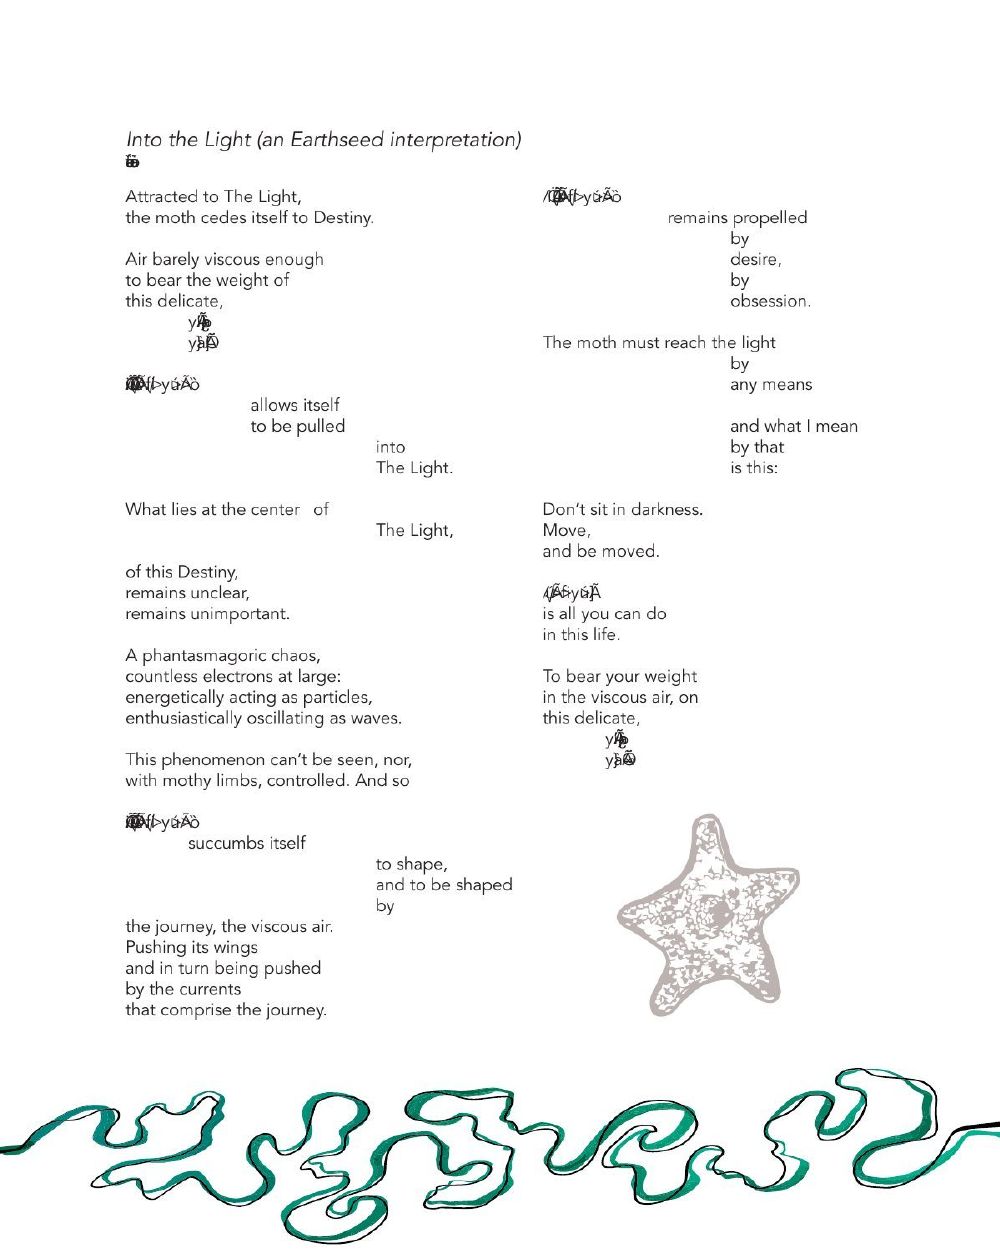 Into the Light (an Earthseed interpretation)
Attracted to The Light,
the moth cedes itself to Destiny.
Air barely viscous enough
to bear the weight of
this delicate,
allows itself
to be pulled
into
The Light.
What lies at the center of
The Light,
of this Destiny,
remains unclear,
remains unimportant.
A phantasmagoric chaos,
countless electrons at large:
energetically acting as particles,
enthusiastically oscillating as waves.
This phenomenon can't be seen, nor,
with mothy limbs, controlled. And so
succumbs itself
to shape,
and to be shaped
by
the journey, the viscous air.
Pushing its wings
and in turn being pushed
by the currents
that comprise the journey.
remains propelled
by
desire,
by
obsession.
The moth must reach the light
by
any means
and what I mean
by that
is this:
Don't sit in darkness.
Move,
and be moved.
is all you can do
in this life.
To bear your weight
in the viscous air, on
this delicate,